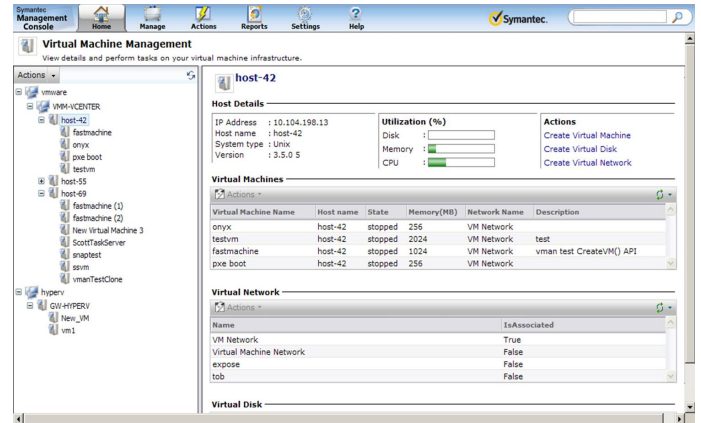 Symantec
Management
Console
Home
Manage
Actions
Reports
Settings
Help
Symantec.
Virtual Machine Management
View details and perform tasks on your virtual machine infrastructure.
Actions
vmware
VMM-VCENTER
host-42
fastmachine
onyx
pxe boot
testvm
host-55
host-69
fastmachine (1)
fastmachine (2)
New Virtual Machine 3
ScottTaskServer
snaptest
ssvm
vmanTestClone
hyperv
GW-HYPERV
New_VM
vm1
host-42
Host Details
IP Address : 10.104.198.13
Host name : host-42
System type : Unix
Version : 3.5.0 5
Utilization (%)
Disk :
Memory :
CPU :
Actions
Create Virtual Machine
Create Virtual Disk
Create Virtual Network
Virtual Machines
Actions
Virtual Machine Name Host name State Memory(MB) Network Name Description
onyx host-42 stopped 256 VM Network
testvm host-42 stopped 2024 VM Network test
fastmachine host-42 stopped 1024 VM Network vman test CreateVM() API
pxe boot host-42 stopped 256 VM Network
Virtual Network
Actions
Name IsAssociated
VM Network True
Virtual Machine Network False
expose False
tob False
Virtual Disk